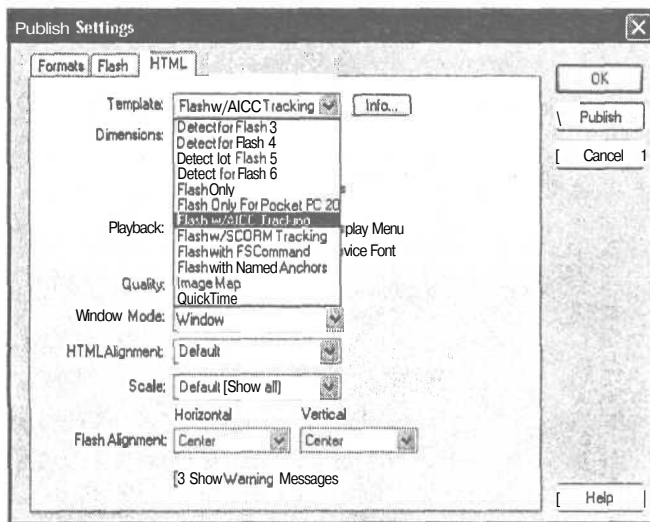 Publish Settings
Formats Flash HTML
OK
Template: Flash w/AICC Tracking Info...
\ Publish
Dimensions:
Detect for Flash 3
Detect for Flash 4
Detect lot Flash 5
[ Cancel 1
Detect for Flash 6
Flash Only
Flash Only For Pocket PC 20
Flash w/AICC Tracking
Playback: play Menu
Flash w/SCORM Tracking
Flash with FSCommand vice Font
Flash with Named Anchors
Quality: Image Map
QuickTime
Window Mode: Window
HTML Alignment: Default
Scale: Default [Show all)
Horizontal Vertical
Flash Alignment: Center Center
[3 Show Warning Messages
[ Help